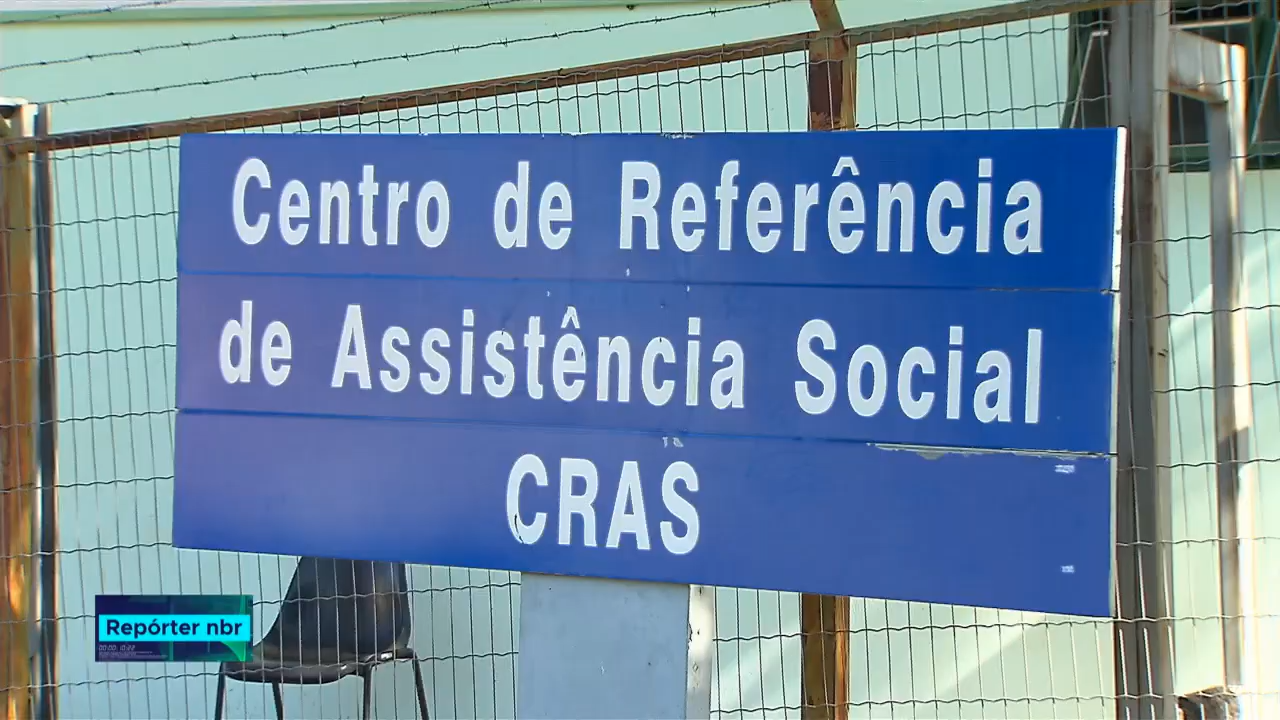 Centro de Referência
de Assistência Social
CRAS
Repórter nbr